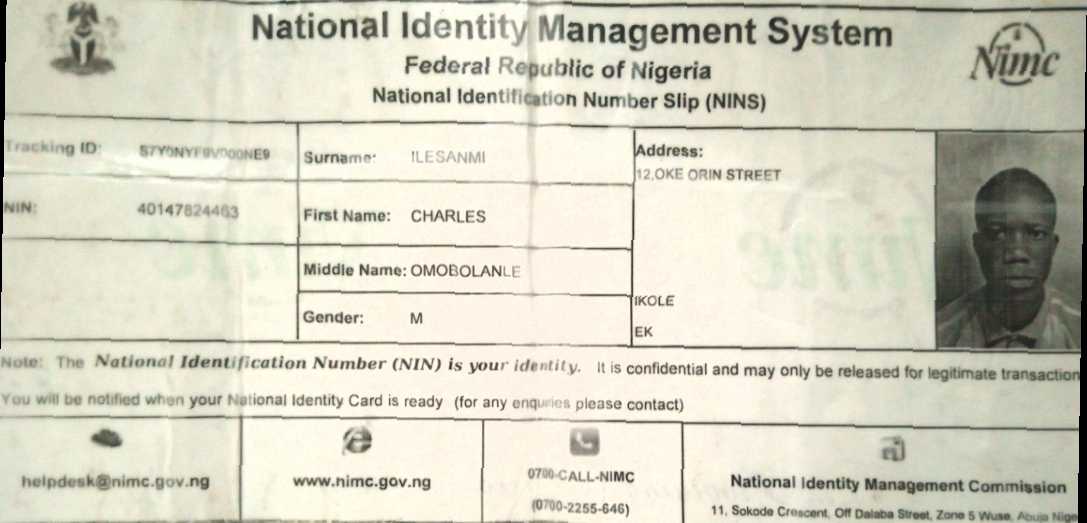 National Identity Management System
Federal Republic of Nigeria
National Identification Number Slip (NINS)
Nimc
Tracking ID:
Surname: ILESANMI
Address:
12,OKE ORIN STREET
NIN: 40147824463
First Name: CHARLES
Middle Name: OMOBOLANLE
IKOLE
Gender: M
EK
Note: The National Identification Number (NIN) is your identity. It is confidential and may only be released for legitimate transaction
You will be notified when your National Identity Card is ready (for any enquries please contact)
helpdesk@nimc.gov.ng
www.nimc.gov.ng
0700-CALL-NIMC
(0700-2255-646)
National Identity Management Commission
11, Sokode Crescent, Off Dalaba Street, Zone 5 Wuse, Abuja Nige